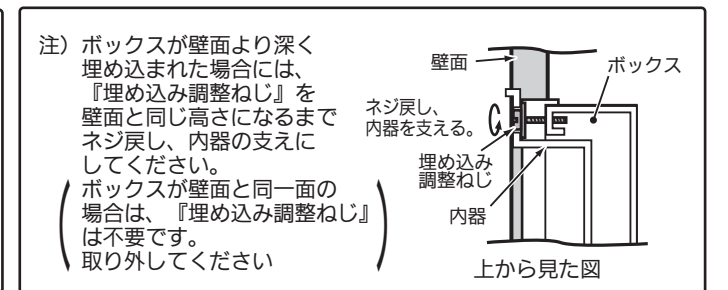 注）ボックスが壁面より深く
埋め込まれた場合には、
『埋め込み調整ねじ』を
壁面と同じ高さになるまで
ネジ戻し、内器の支えに
してください。
（ボックスが壁面と同一面の
場合は、『埋め込み調整ねじ』
は不要です。
取り外してください）
壁面
ボックス
ネジ戻し、
内器を支える。
埋め込み
調整ねじ
内器
上から見た図